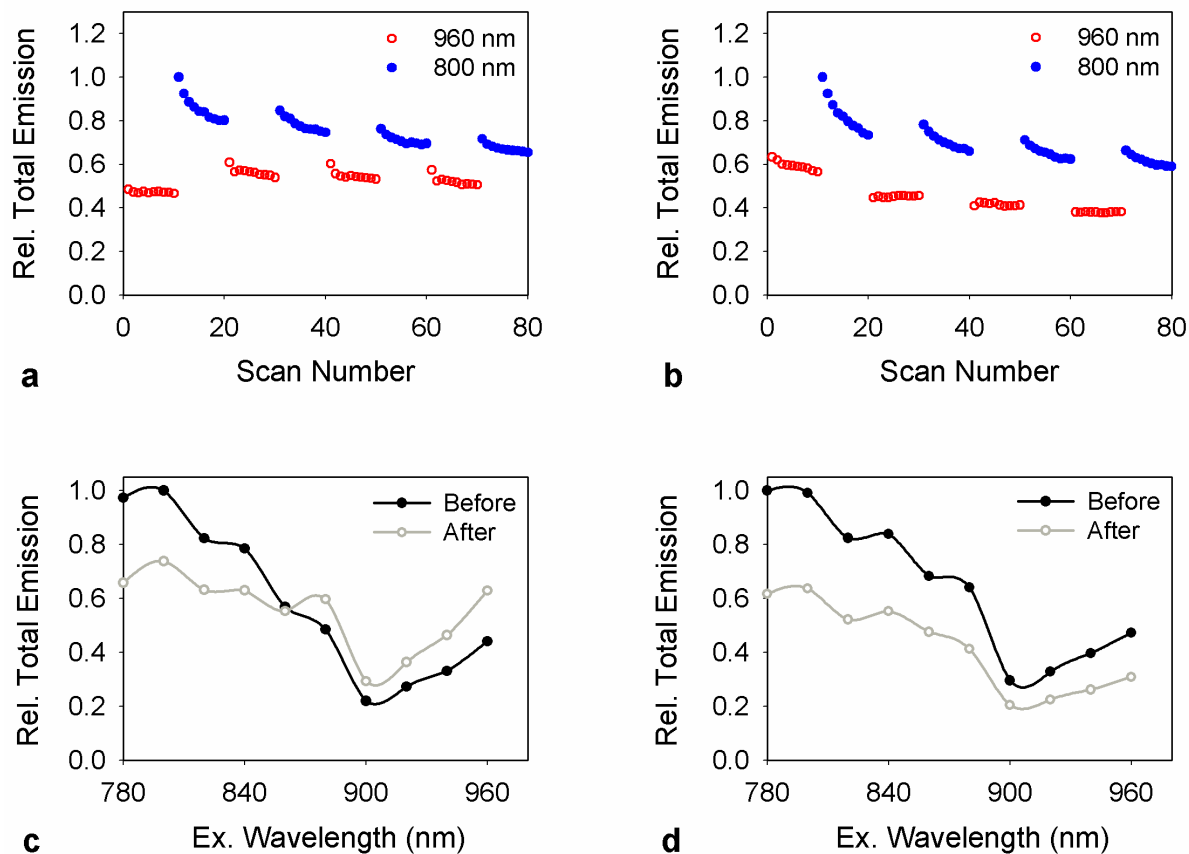 Rel. Total Emission
1.2
1.0
0.8
0.6
0.4
0.2
0.0
960 nm
800 nm
0 20 40 60 80
Scan Number
a
Rel. Total Emission
1.2
1.0
0.8
0.6
0.4
0.2
0.0
960 nm
800 nm
0 20 40 60 80
Scan Number
b
Rel. Total Emission
1.0
0.8
0.6
0.4
0.2
0.0
Before
After
780 840 900 960
Ex. Wavelength (nm)
c
Rel. Total Emission
1.0
0.8
0.6
0.4
0.2
0.0
Before
After
780 840 900 960
Ex. Wavelength (nm)
d